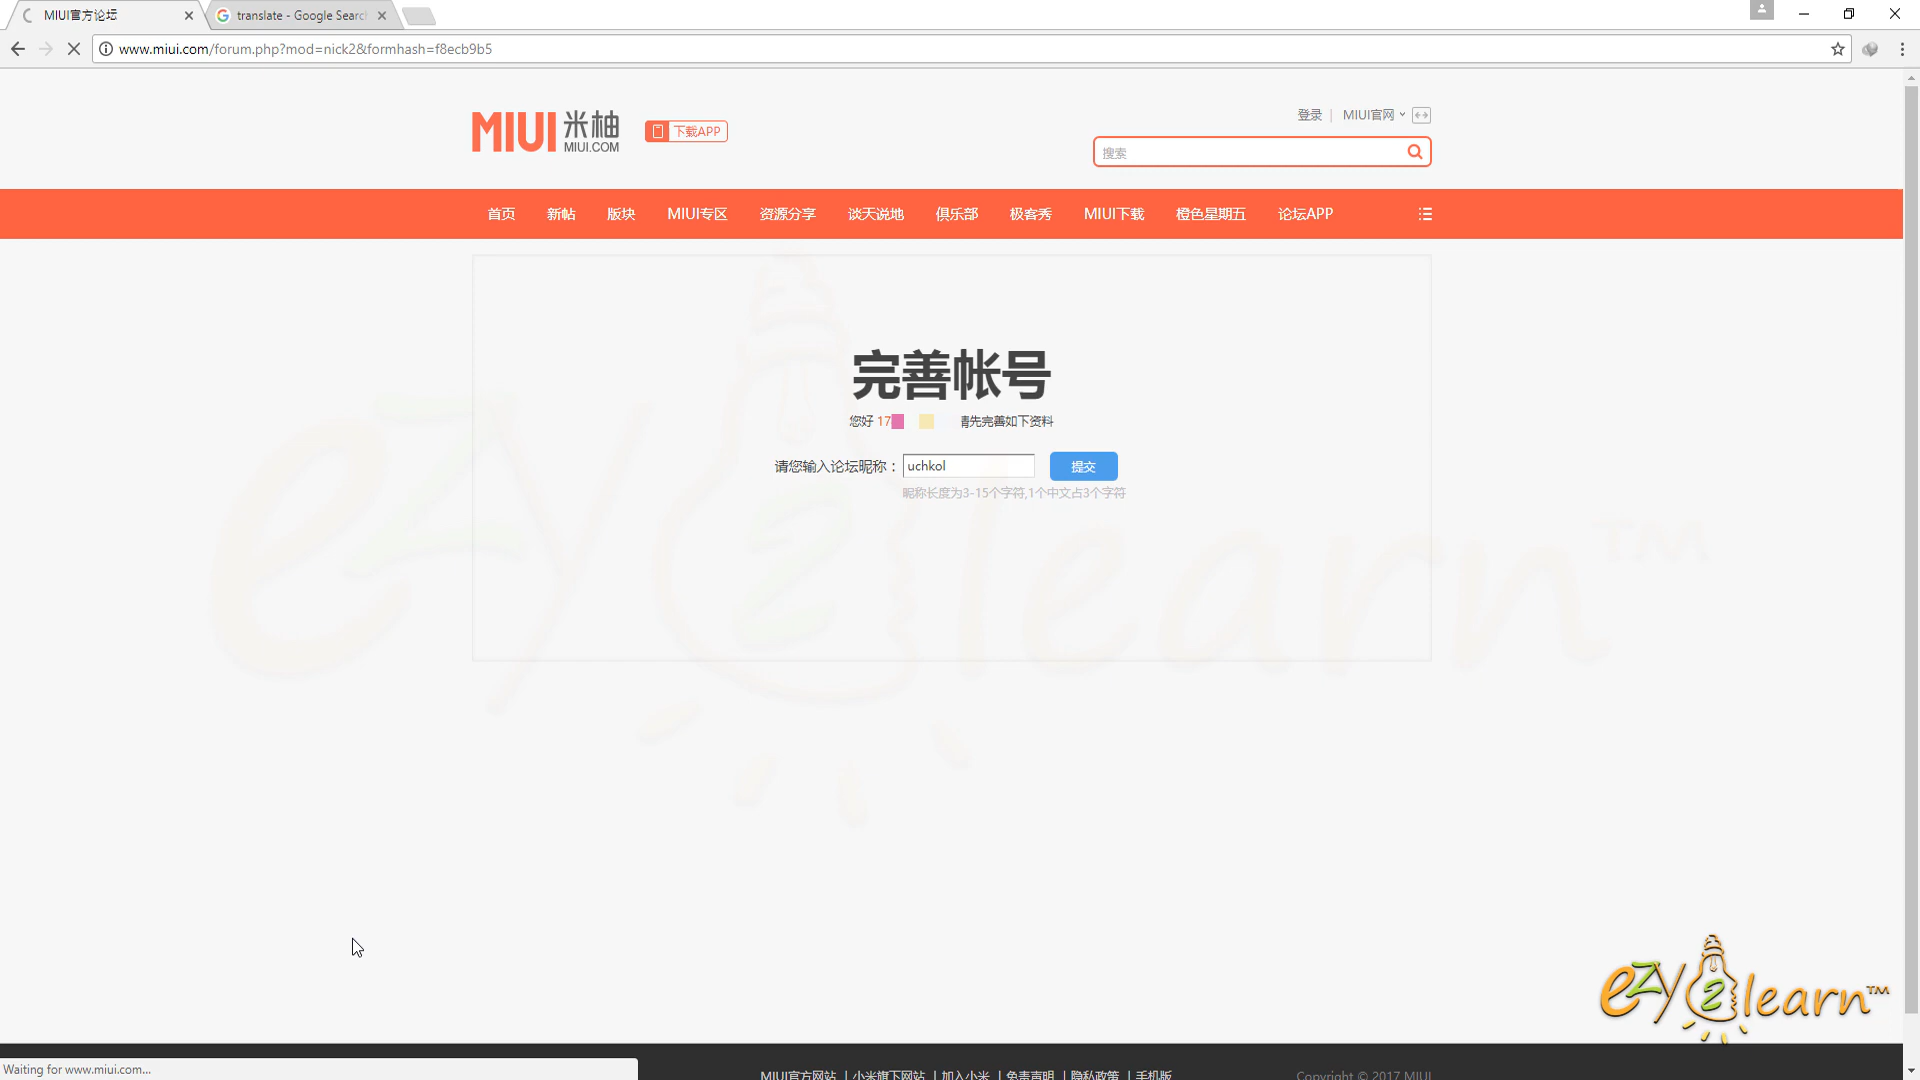 MIUI官方论坛
translate - Google Search
www.miui.com/forum.php?mod=nick2&formhash=f8ecb9b5
MIUI 米柚
MIUI.COM
下载APP
登录 | MIUI官网
搜索
首页 新帖 版块 MIUI专区 资源分享 谈天说地 俱乐部 极客秀 MIUI下载 橙色星期五 论坛APP
完善帐号
您好 17 请先完善如下资料
请您输入论坛昵称： uchkol 提交
昵称长度为3-15个字符,1个中文占3个字符
ezy2learn™
ezy2learn™
Waiting for www.miui.com...
MIUI官方网站 | 小米旗下网站 | 加入小米 | 免责声明 | 隐私政策 | 手机版
Copyright © 2017 MIUI